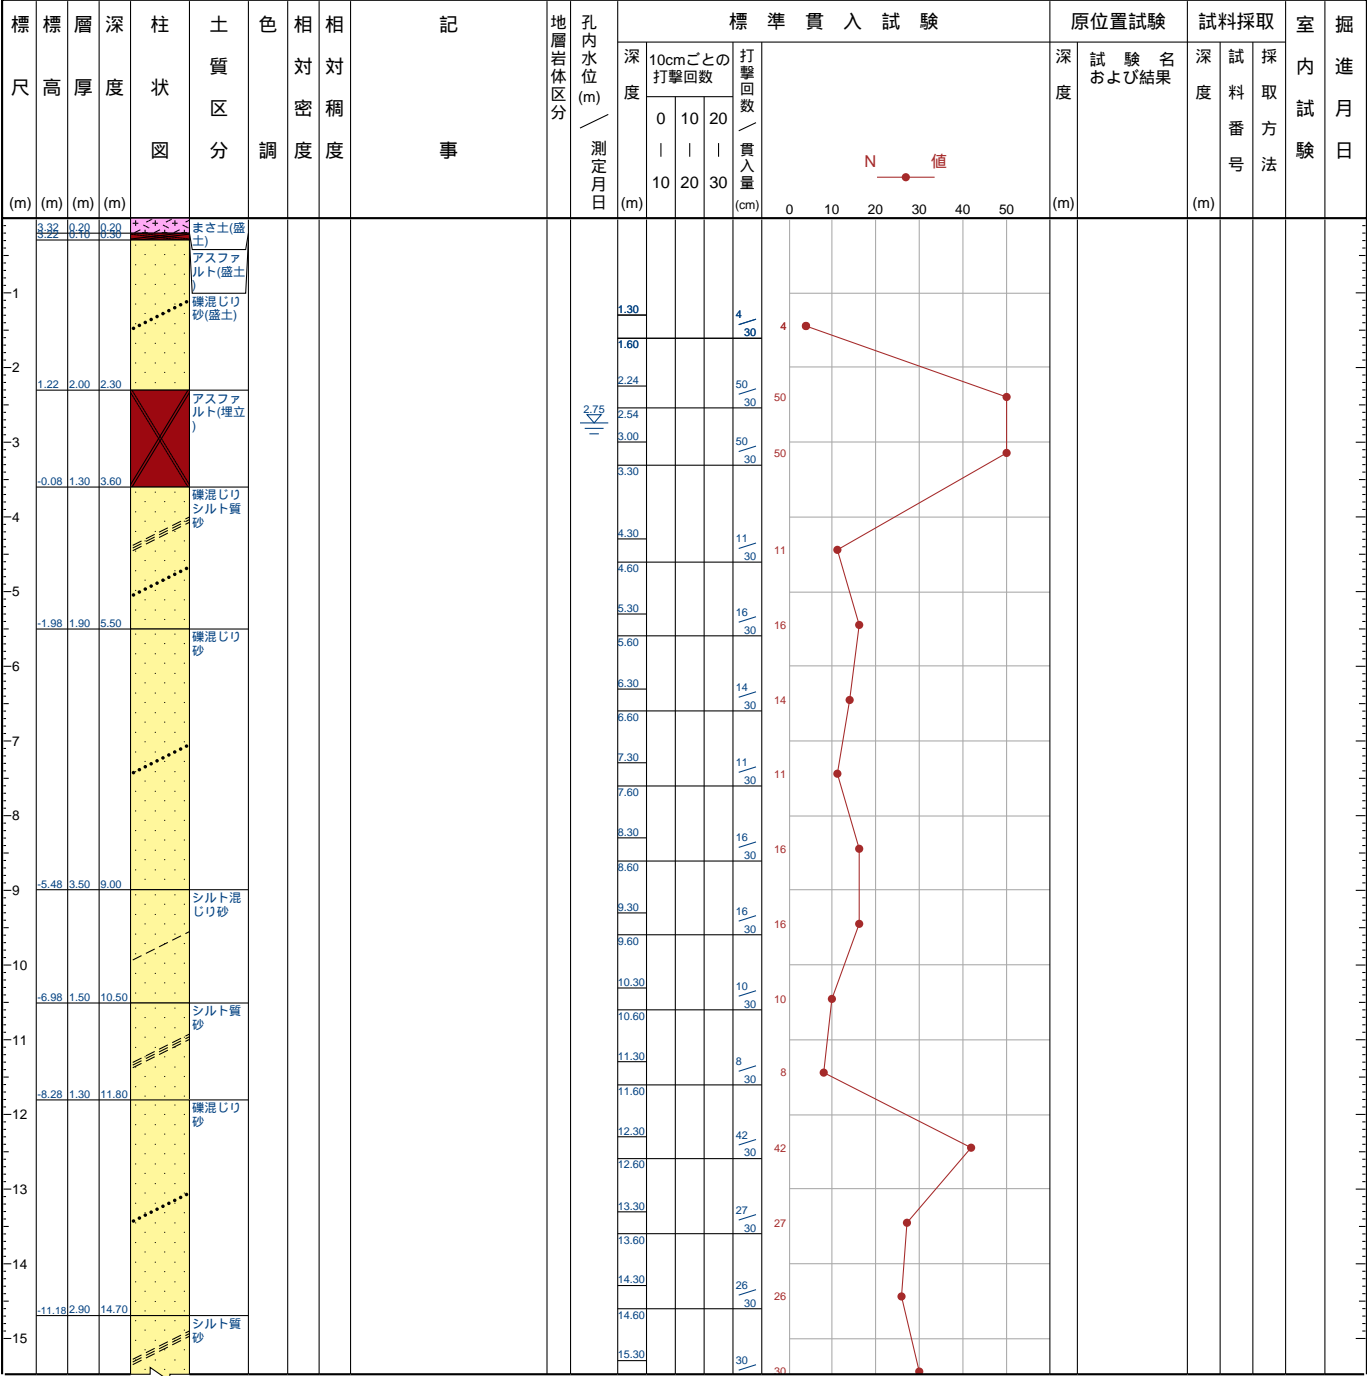 標尺(m)
標高(m)
層厚(m)
深度(m)
柱状図
土質区分
色調
相対密度
相対稠度
記事
地層岩体区分
孔内水位(m)／測定月日
標準貫入試験
深度(m)
10cmごとの
打撃回数
0 10 20
| | |
10 20 30
打撃回数／貫入量(cm)
N 値
0 10 20 30 40 50
原位置試験
深度(m)
試験名
および結果
試料採取
深度(m)
試料番号
採取方法
室内試験
掘進月日
3.32 0.20 0.20
まさ土(盛
土)
3.22 0.10 0.30
アスファ
ルト(盛土
)
1
礫混じり
砂(盛土)
1.30
4
30
4
1.60
2
1.22 2.00 2.30
2.24
50
30
50
アスファ
ルト(埋立
)
2.75
2.54
3
3.00
50
30
50
3.30
-0.08 1.30 3.60
礫混じり
シルト質
砂
4
4.30
11
30
11
4.60
5
5.30
16
30
16
-1.98 1.90 5.50
礫混じり
砂
5.60
6
6.30
14
30
14
6.60
7
7.30
11
30
11
7.60
8
8.30
16
30
16
8.60
9
-5.48 3.50 9.00
シルト混
じり砂
9.30
16
30
16
9.60
10
10.30
10
30
10
-6.98 1.50 10.50
シルト質
砂
10.60
11
11.30
8
30
8
11.60
-8.28 1.30 11.80
礫混じり
砂
12
12.30
42
30
42
12.60
13
13.30
27
30
27
13.60
14
14.30
26
30
26
14.60
-11.18 2.90 14.70
シルト質
砂
15
15.30
30
30